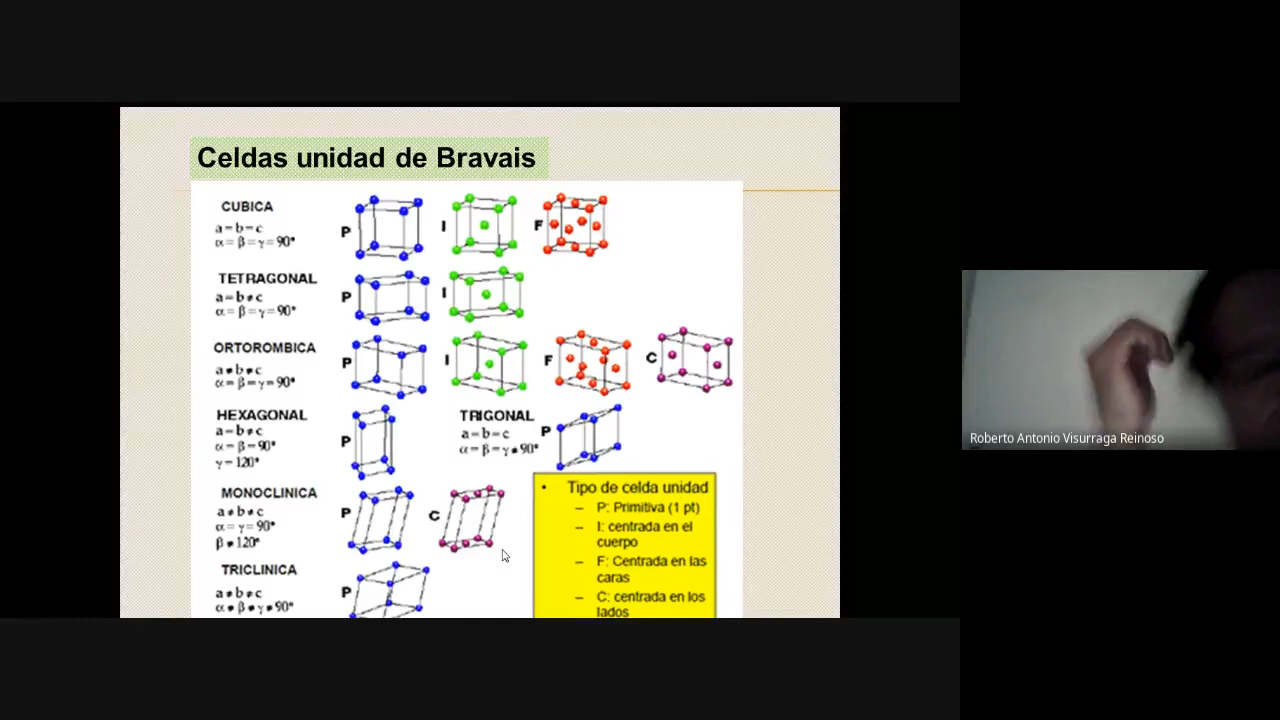 Celdas unidad de Bravais
CUBICA
a = b = c
α = β = γ = 90°
P
I
F
TETRAGONAL
a = b ≠ c
α = β = γ = 90°
P
I
ORTOROMBICA
a ≠ b ≠ c
α = β = γ = 90°
P
I
F
C
HEXAGONAL
a = b ≠ c
α = β = 90°
γ = 120°
P
TRIGONAL
a = b = c
α = β = γ ≠ 90°
P
MONOCLINICA
a ≠ b ≠ c
α = γ = 90°
β ≠ 120°
P
C
TRICLINICA
a ≠ b ≠ c
α ≠ β ≠ γ ≠ 90°
P
• Tipo de celda unidad
– P: Primitiva (1 pt)
– I: centrada en el
cuerpo
– F: Centrada en las
caras
– C: centrada en los
lados
Roberto Antonio Visurraga Reinoso